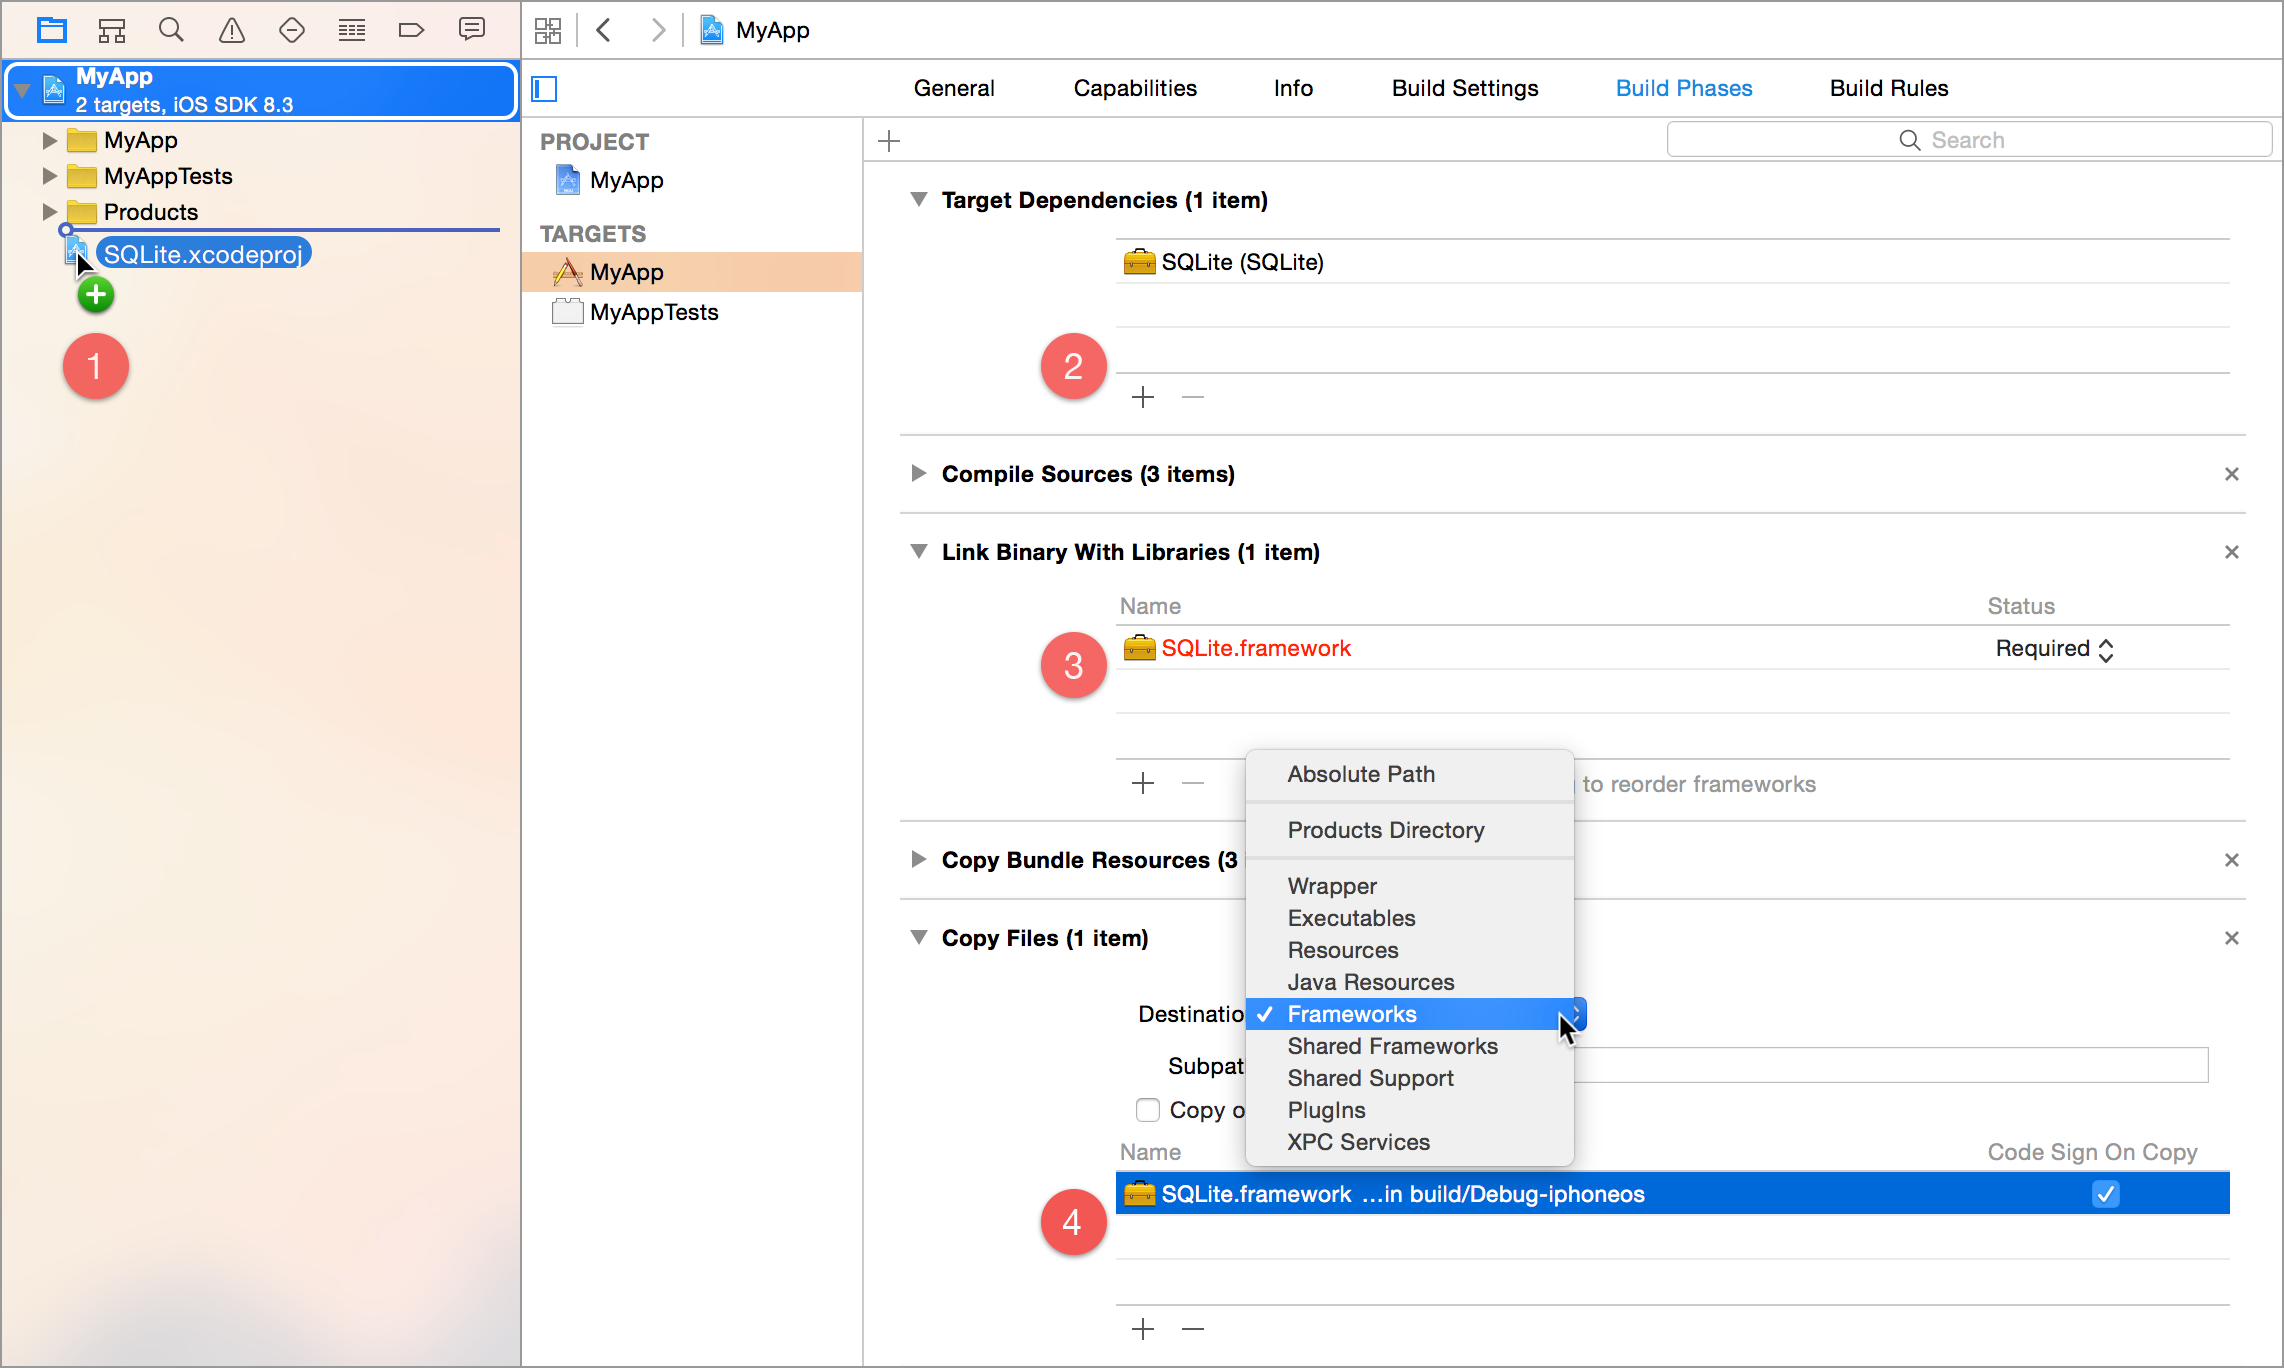 MyApp
MyApp
2 targets, iOS SDK 8.3
MyApp
MyAppTests
Products
SQLite.xcodeproj
1
General Capabilities Info Build Settings Build Phases Build Rules
PROJECT
MyApp
TARGETS
MyApp
MyAppTests
Search
Target Dependencies (1 item)
SQLite (SQLite)
2
Compile Sources (3 items)
Link Binary With Libraries (1 item)
Name Status
SQLite.framework Required
3
to reorder frameworks
Copy Bundle Resources (3
Copy Files (1 item)
Absolute Path
Products Directory
Wrapper
Executables
Resources
Java Resources
Destinatio Frameworks
Shared Frameworks
Subpat
Shared Support
Copy o PlugIns
XPC Services
Name Code Sign On Copy
SQLite.framework ...in build/Debug-iphoneos
4